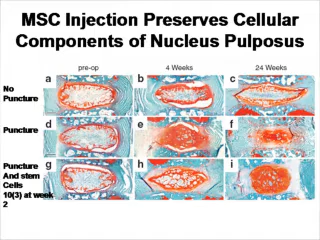 MSC Injection Preserves Cellular
Components of Nucleus Pulposus
pre-op 4 Weeks 24 Weeks
No
Puncture
a b c
Puncture
d e f
Puncture
And stem
Cells
10(3) at week
2
g h i